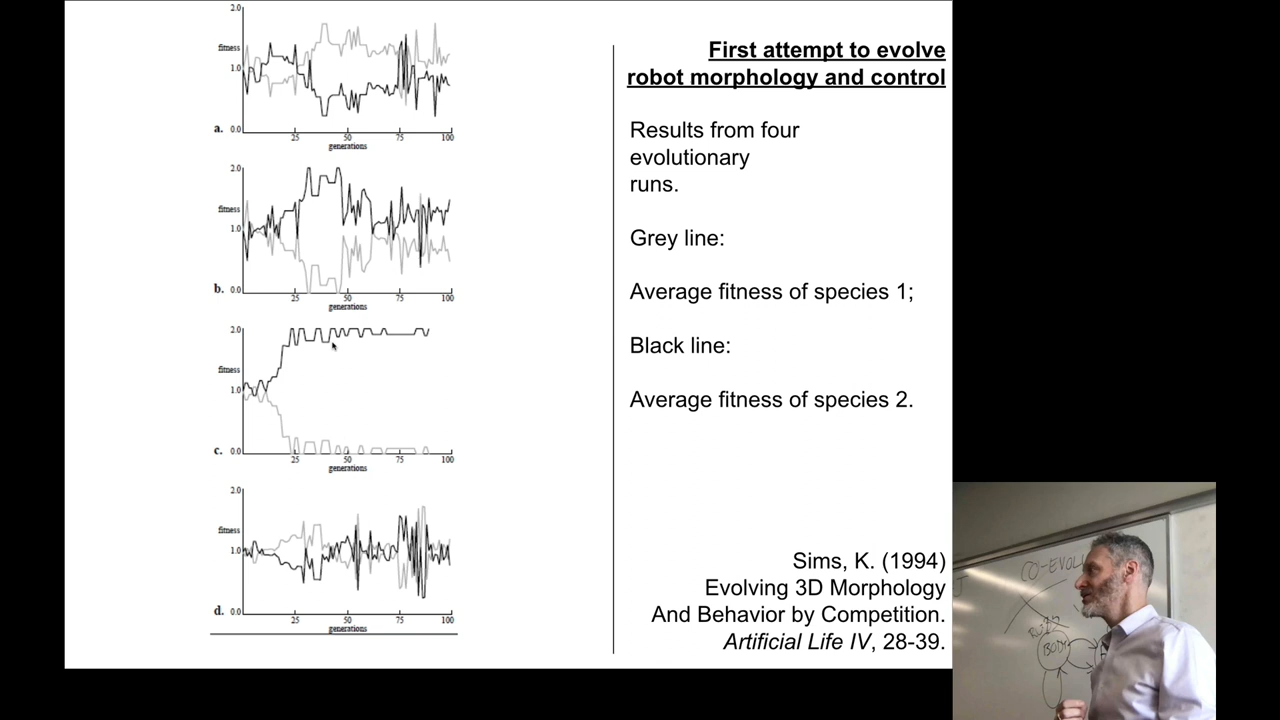 2.0
fitness
1.0
a.
0.0
25
50
75
100
generations
2.0
fitness
1.0
b.
0.0
25
50
75
100
generations
2.0
fitness
1.0
c.
0.0
25
50
75
100
generations
2.0
fitness
1.0
d.
0.0
25
50
75
100
generations
First attempt to evolve
robot morphology and control
Results from four
evolutionary
runs.
Grey line:
Average fitness of species 1;
Black line:
Average fitness of species 2.
Sims, K. (1994)
Evolving 3D Morphology
And Behavior by Competition.
Artificial Life IV, 28-39.
CO-EVOL
BODY